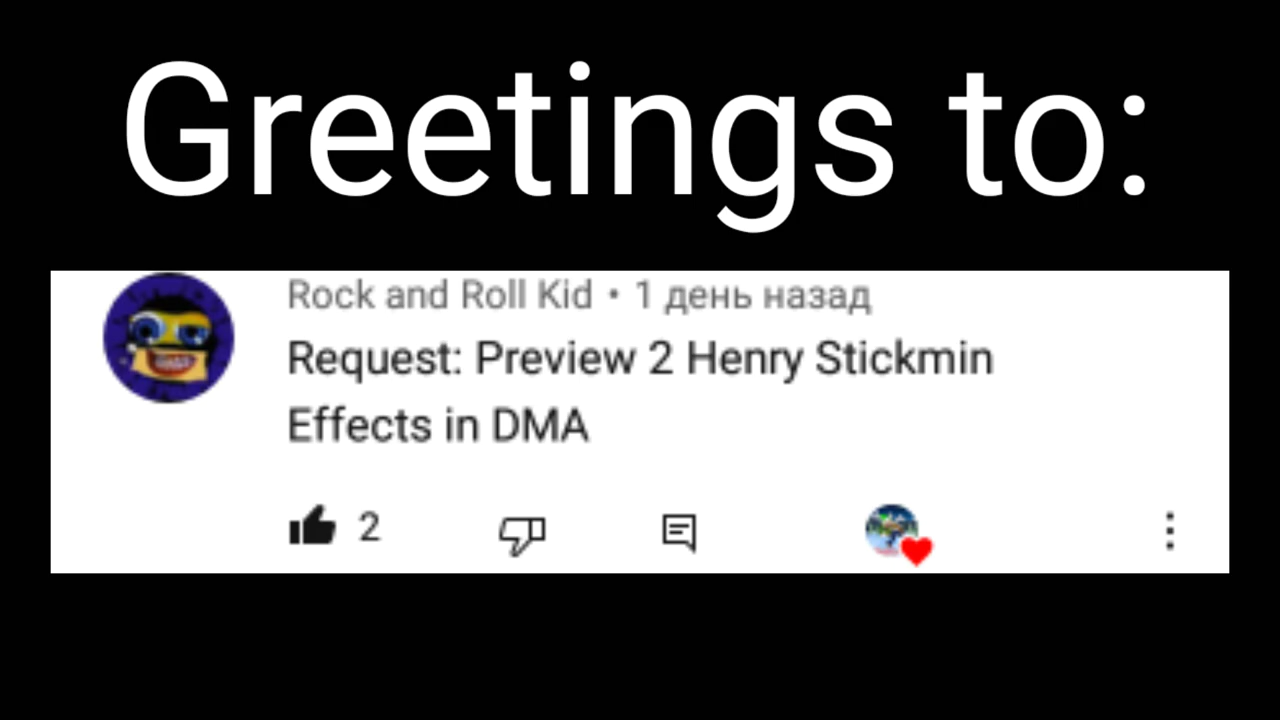 Greetings to:
Rock and Roll Kid • 1 день назад
Request: Preview 2 Henry Stickmin
Effects in DMA
2